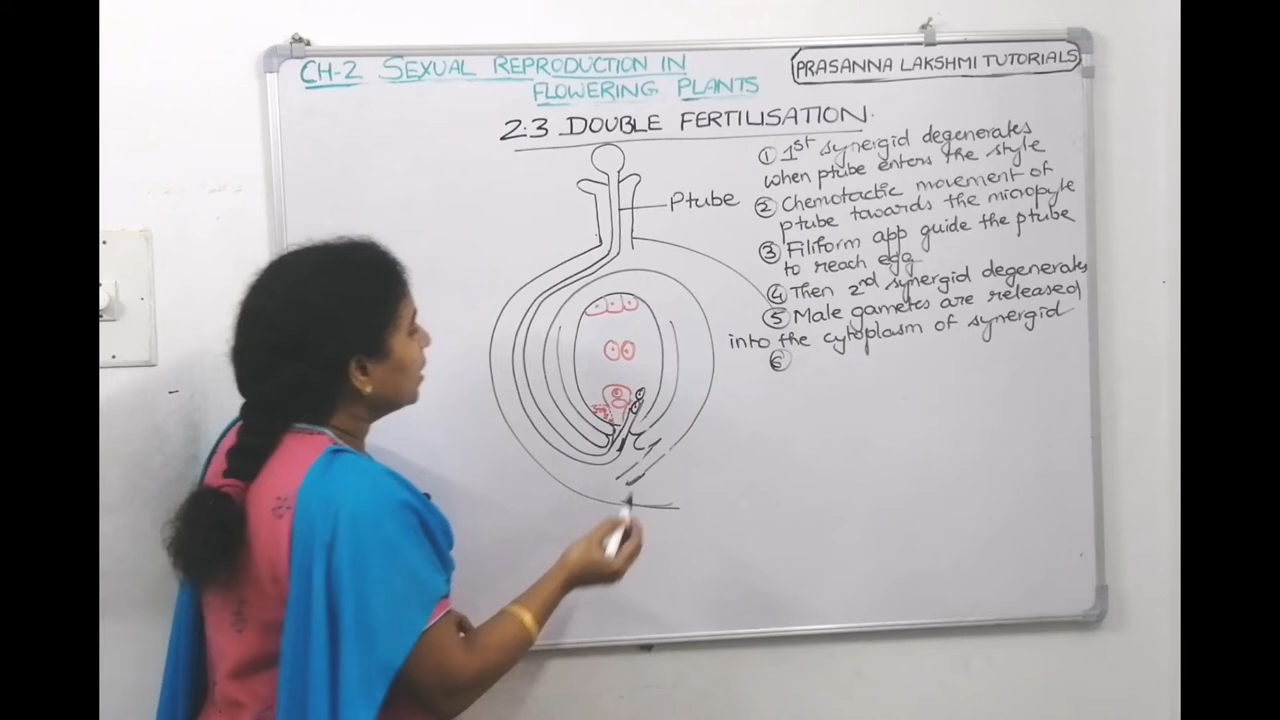 CH-2 SEXUAL REPRODUCTION IN
FLOWERING PLANTS
PRASANNA LAKSHMI TUTORIALS
2.3 DOUBLE FERTILISATION.
Ptube
① 1st synergid degenerates
when ptube enters the style
② Chemotactic movement of
ptube towards the micropyle
③ Filiform app guide the ptube
to reach egg
④ Then 2nd synergid degenerates
⑤ Male gametes are released
into the cytoplasm of synergid
⑥